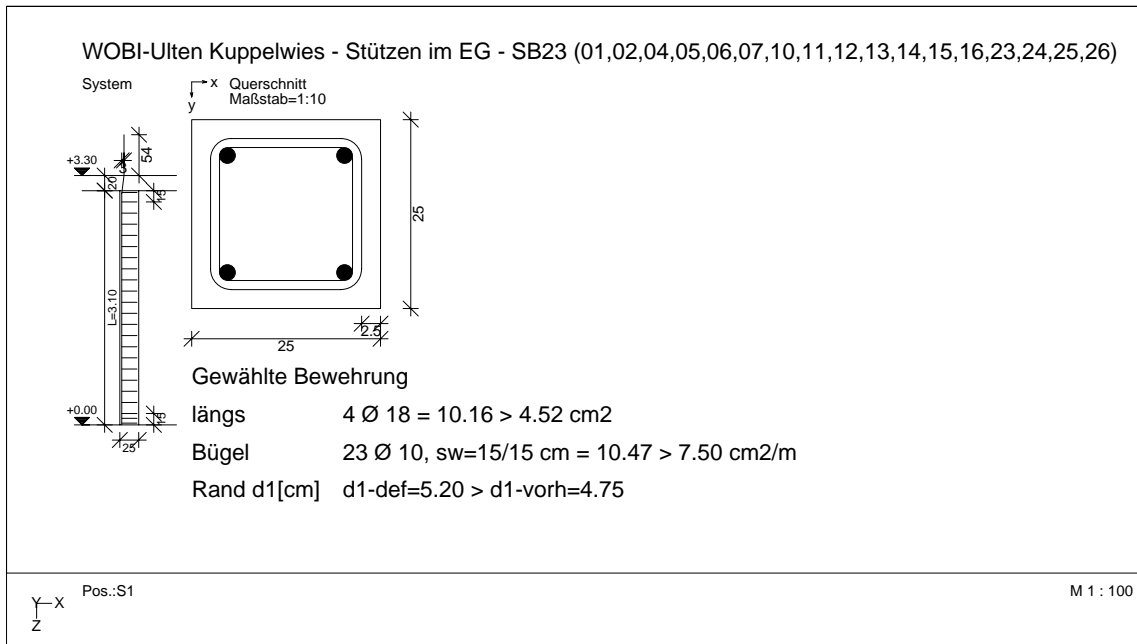 WOBI-Ulten Kuppelwies - Stützen im EG - SB23 (01,02,04,05,06,07,10,11,12,13,14,15,16,23,24,25,26)
System
x
y
Querschnitt
Maßstab=1:10
+3.30
54
5
20
15
L=3.10
+0.00
15
25
25
2.5
25
Gewählte Bewehrung
längs 4 Ø 18 = 10.16 > 4.52 cm2
Bügel 23 Ø 10, sw=15/15 cm = 10.47 > 7.50 cm2/m
Rand d1[cm] d1-def=5.20 > d1-vorh=4.75
Pos.:S1
M 1 : 100
Y X
Z